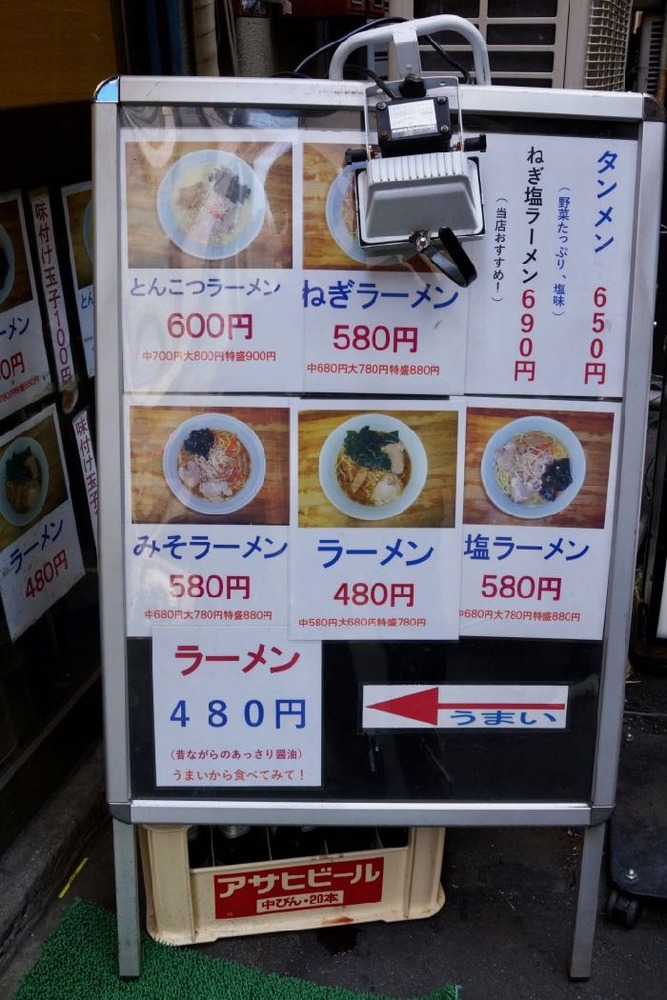 とんこつラーメン
600円
中700円大800円特盛900円
ねぎラーメン
580円
中680円大780円特盛880円
タンメン 650円
(野菜たっぷり、塩味)
ねぎ塩ラーメン690円
(当店おすすめ!)
みそラーメン
580円
中680円大780円特盛880円
ラーメン
480円
中580円大680円特盛780円
塩ラーメン
580円
中680円大780円特盛880円
ラーメン
480円
(昔ながらのあっさり醤油)
うまいから食べてみて!
うまい
アサヒビール
中びん・20本
味付け玉子100円
味付け玉
ラーメン
480円